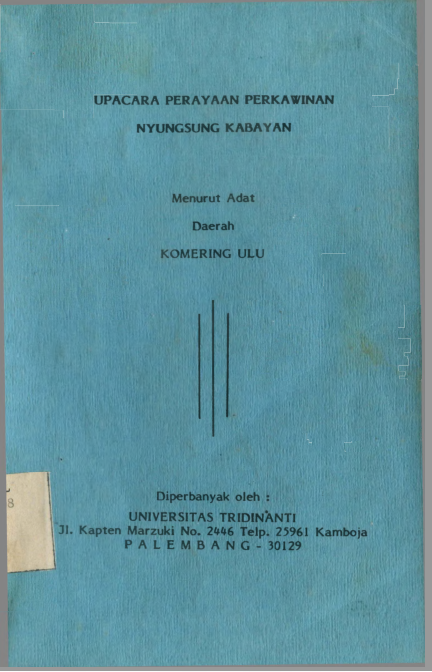 UPACARA PERAYAAN PERKAWINAN
NYUNGSUNG KABAYAN
Menurut Adat
Daerah
KOMERING ULU
8
Diperbanyak oleh :
UNIVERSITAS TRIDINANTI
Jl. Kapten Marzuki No. 2446 Telp. 25961 Kamboja
P A L E M B A N G - 30129